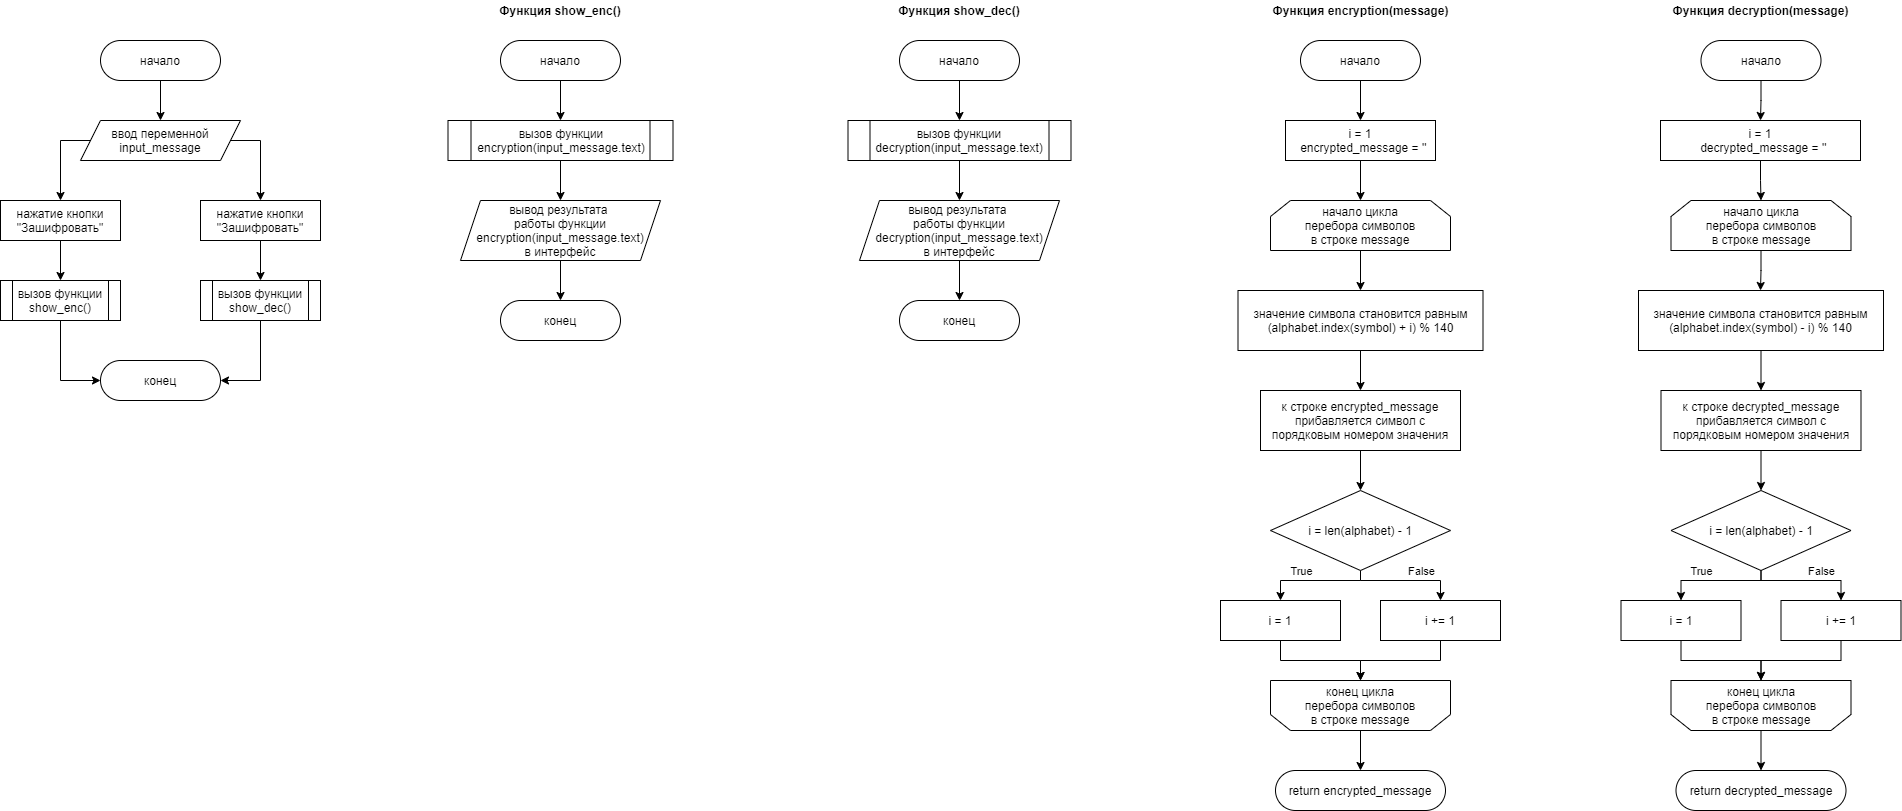 начало
ввод переменной
input_message
нажатие кнопки
"Зашифровать"
нажатие кнопки
"Зашифровать"
вызов функции
show_enc()
вызов функции
show_dec()
конец
Функция show_enc()
начало
вызов функции
encryption(input_message.text)
вывод результата
работы функции
encryption(input_message.text)
в интерфейс
конец
Функция show_dec()
начало
вызов функции
decryption(input_message.text)
вывод результата
работы функции
decryption(input_message.text)
в интерфейс
конец
Функция encryption(message)
начало
i = 1
encrypted_message = ''
начало цикла
перебора символов
в строке message
значение символа становится равным
(alphabet.index(symbol) + i) % 140
к строке encrypted_message
прибавляется символ с
порядковым номером значения
i = len(alphabet) - 1
True
False
i = 1
i += 1
конец цикла
перебора символов
в строке message
return encrypted_message
Функция decryption(message)
начало
i = 1
decrypted_message = ''
начало цикла
перебора символов
в строке message
значение символа становится равным
(alphabet.index(symbol) - i) % 140
к строке decrypted_message
прибавляется символ с
порядковым номером значения
i = len(alphabet) - 1
True
False
i = 1
i += 1
конец цикла
перебора символов
в строке message
return decrypted_message